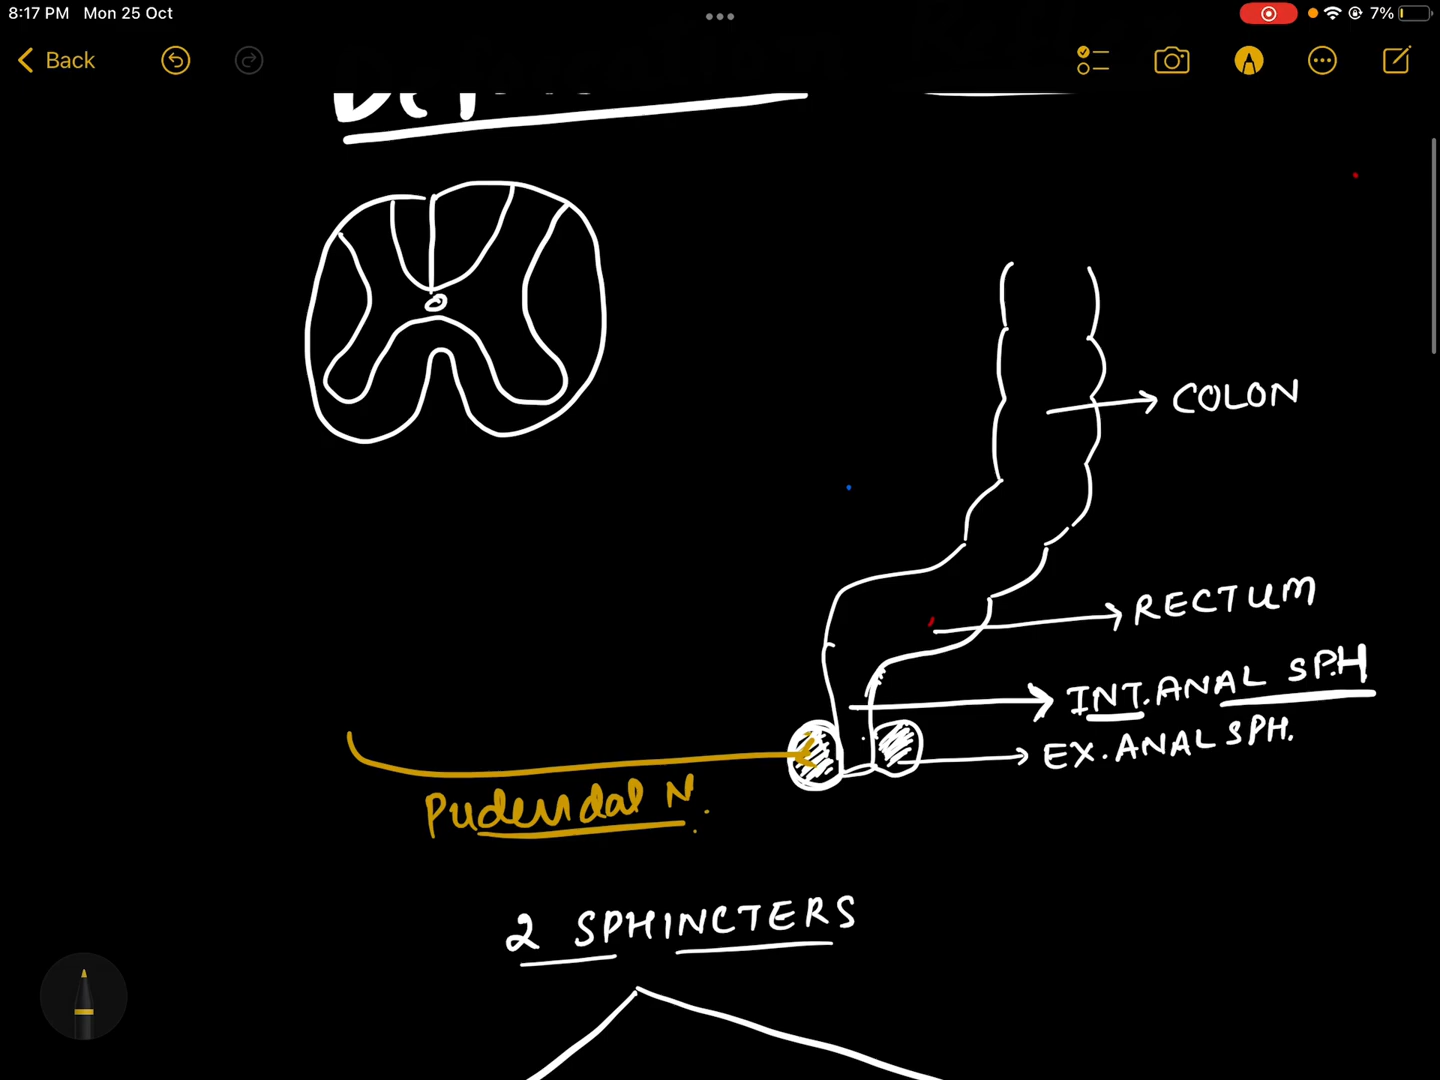 8:17 PM Mon 25 Oct
7%
Back
COLON
RECTUM
INT. ANAL SPH
EX. ANAL SPH.
Pudendal N.
2 SPHINCTERS